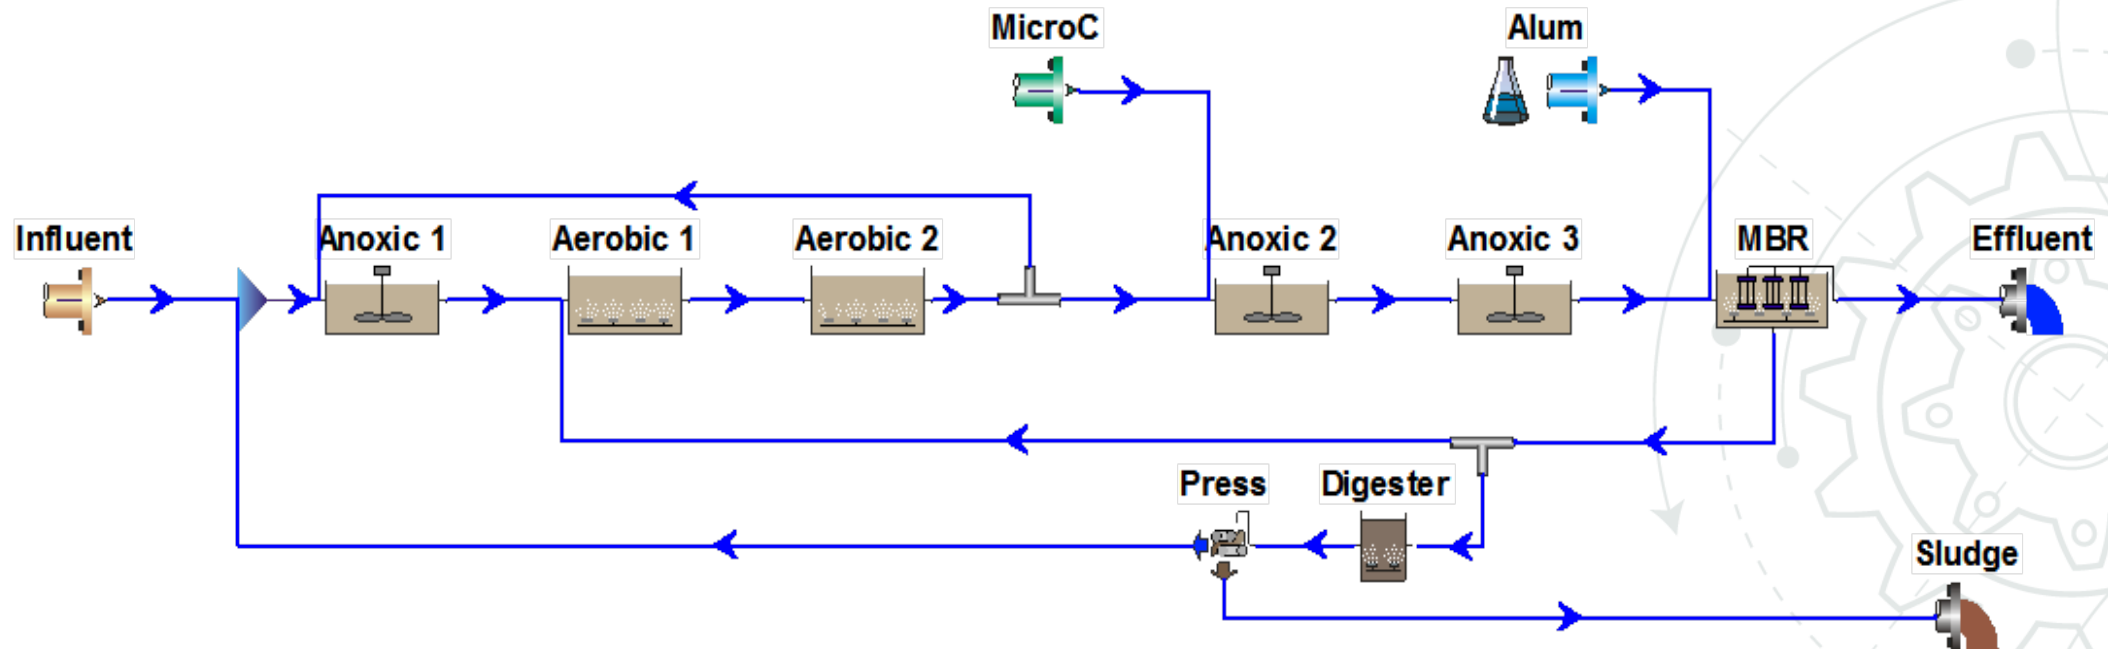 MicroC
Alum
Influent
Anoxic 1
Aerobic 1
Aerobic 2
Anoxic 2
Anoxic 3
MBR
Effluent
Press
Digester
Sludge